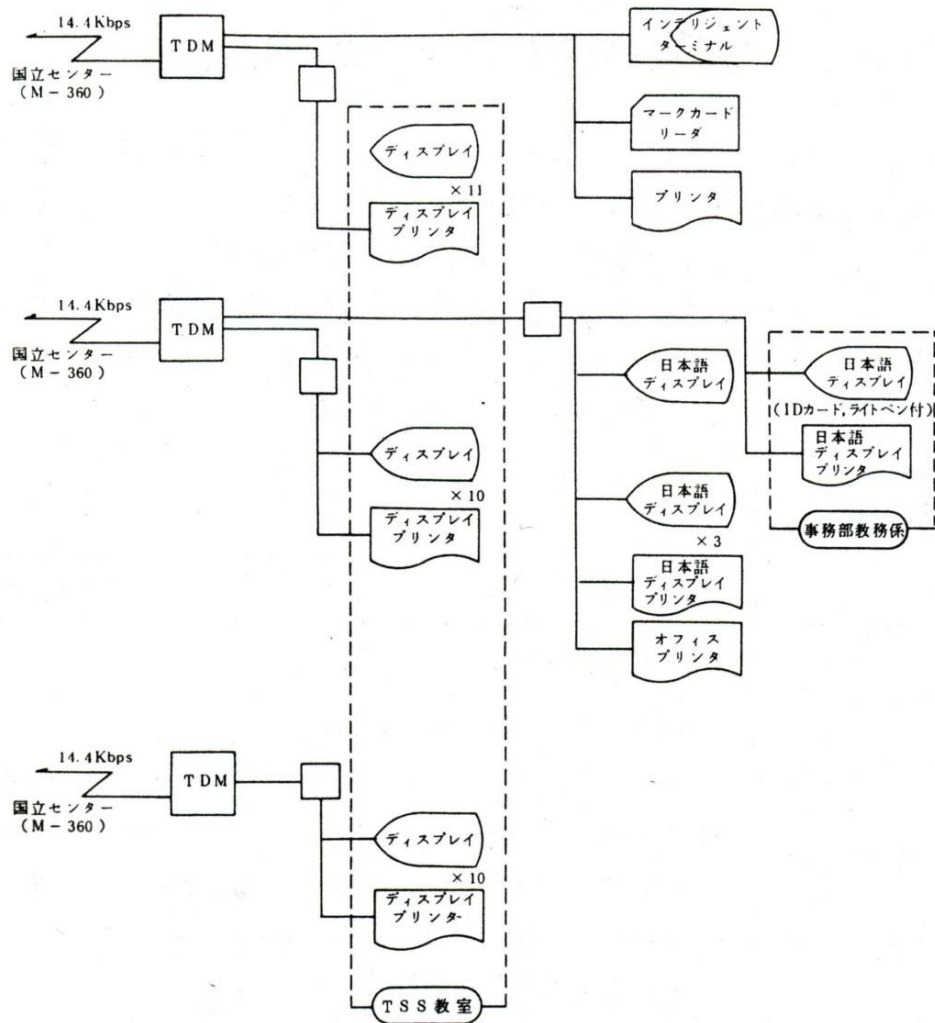 14.4Kbps
国立センター
(M-360)
TDM
インテリジェント
ターミナル
マークカード
リーダ
プリンタ
ディスプレイ
×11
ディスプレイ
プリンタ
14.4Kbps
国立センター
(M-360)
TDM
ディスプレイ
×10
ディスプレイ
プリンタ
日本語
ディスプレイ
日本語
ディスプレイ
×3
日本語
ディスプレイ
プリンタ
オフィス
プリンタ
日本語
ディスプレイ
(IDカード,ライトペン付)
日本語
ディスプレイ
プリンタ
事務部教務係
14.4Kbps
国立センター
(M-360)
TDM
ディスプレイ
×10
ディスプレイ
プリンター
TSS教室